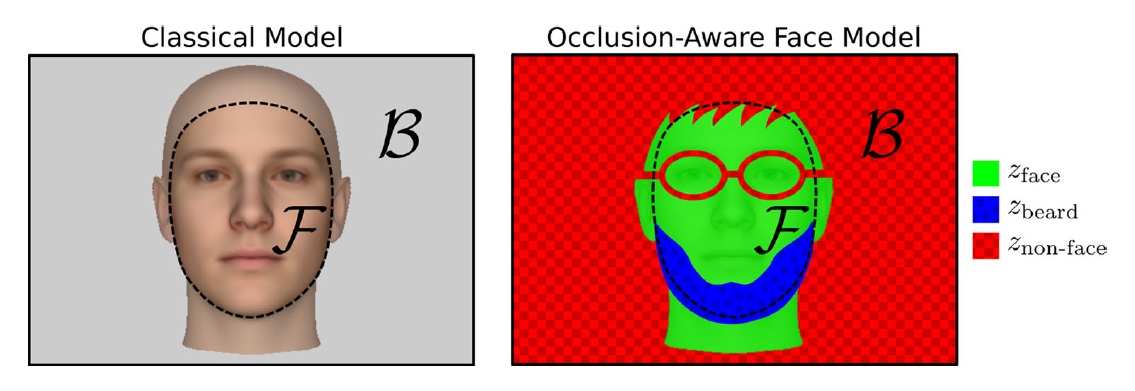 Classical Model
Occlusion-Aware Face Model
ℬ
ℱ
ℬ
ℱ
z_face
z_beard
z_non-face